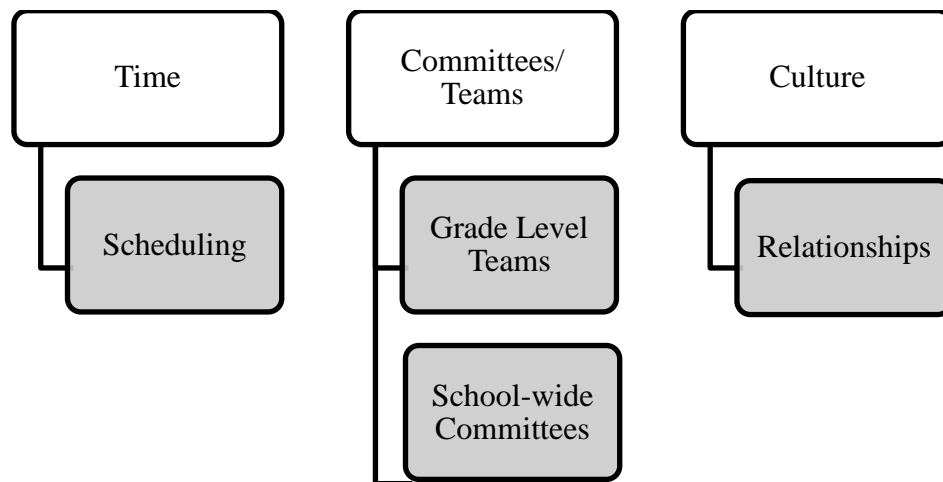 Time
Committees/
Teams
Culture
Scheduling
Grade Level
Teams
Relationships
School-wide
Committees